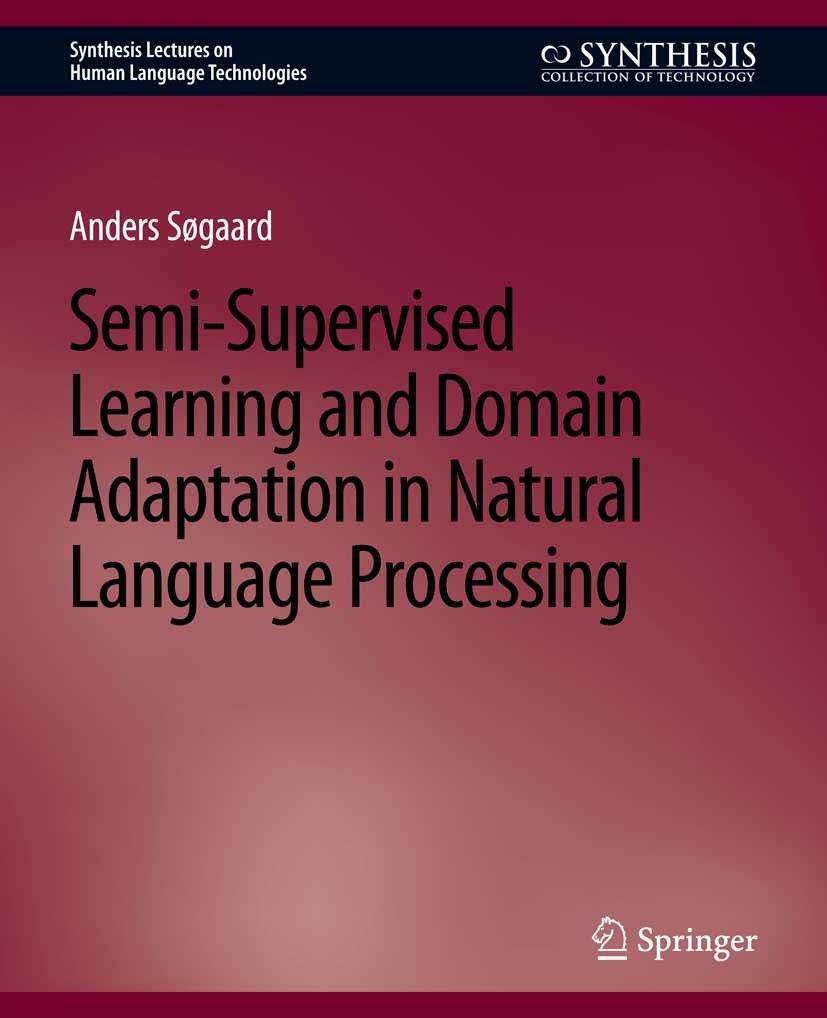 Synthesis Lectures on
Human Language Technologies
SYNTHESIS
COLLECTION OF TECHNOLOGY
Anders Søgaard
Semi-Supervised
Learning and Domain
Adaptation in Natural
Language Processing
Springer